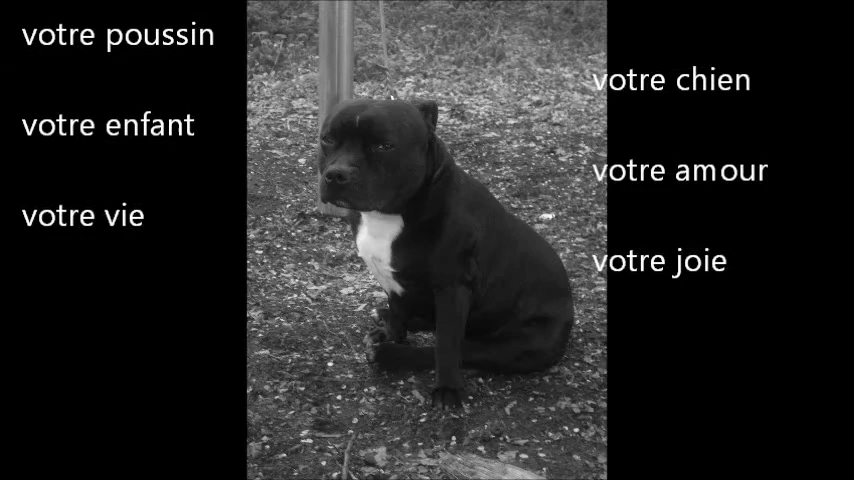 votre poussin
votre chien
votre enfant
votre amour
votre vie
votre joie